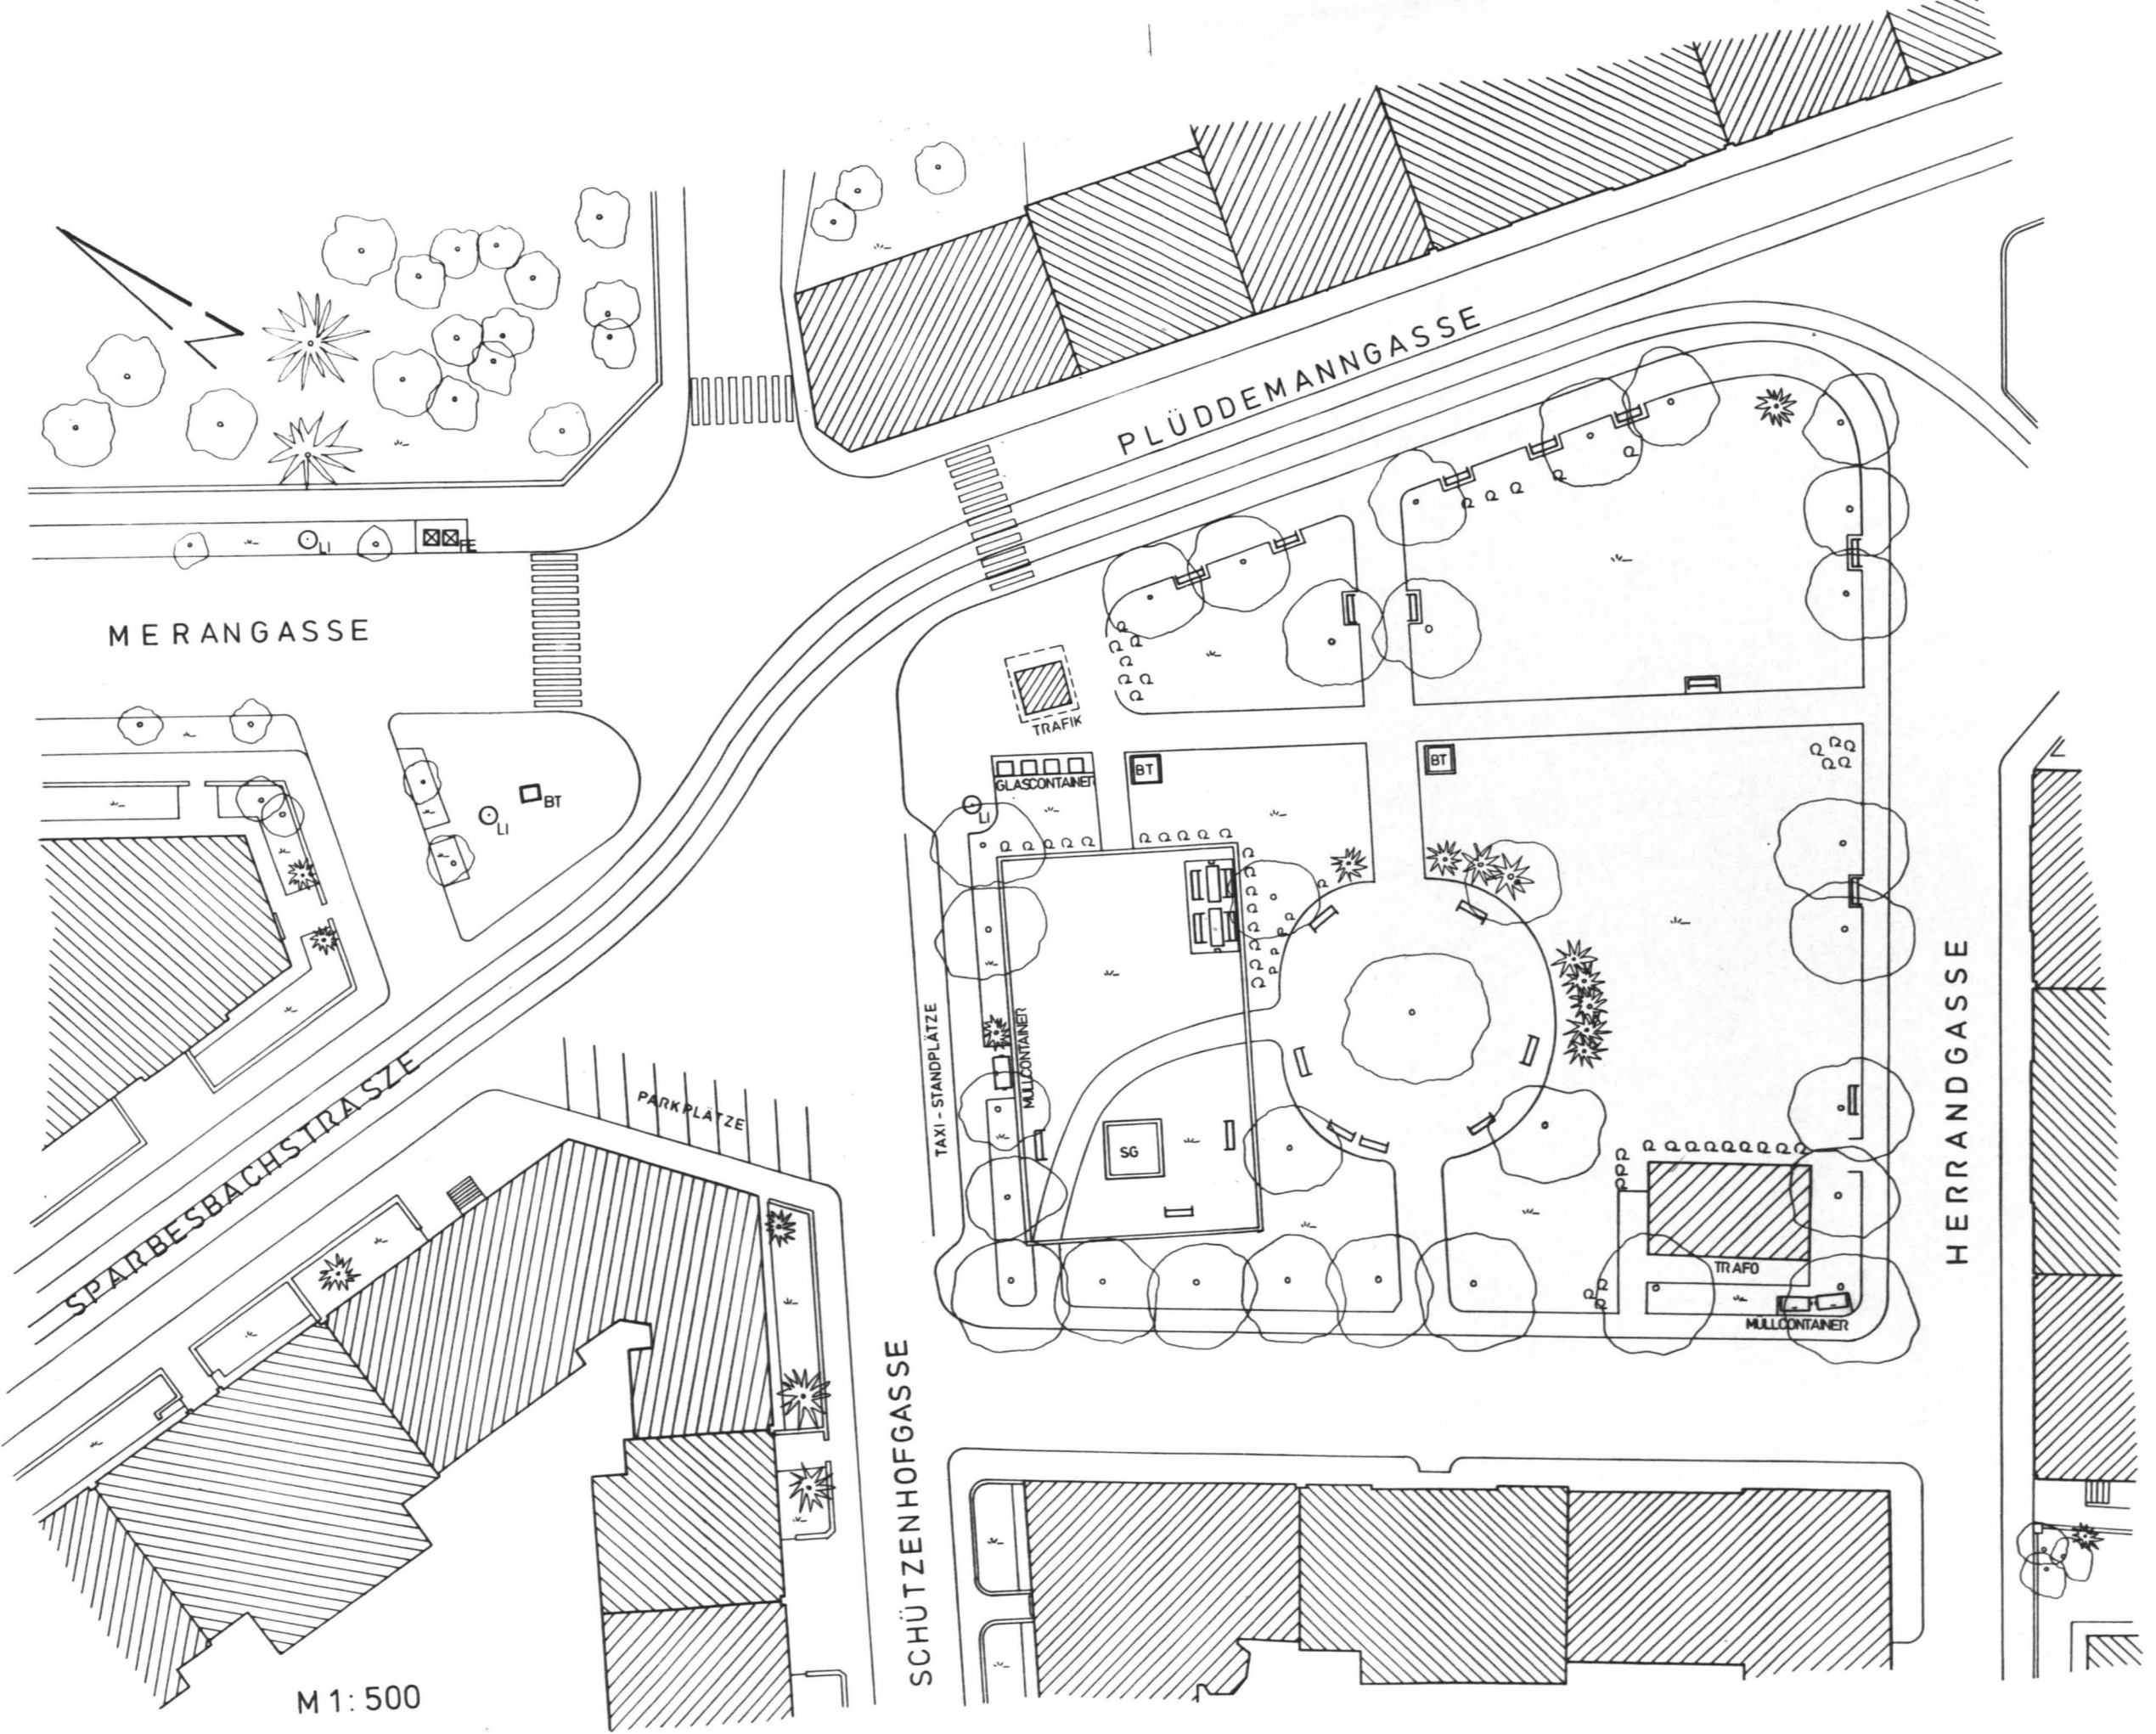 PLÜDDEMANNGASSE
LI
FE
MERANGASSE
TRAFIK
BT
BT
GLASCONTAINER
BT
LI
LI
TAXI - STANDPLÄTZE
MÜLLCONTAINER
HERRANDGASSE
SPARBESBACHSTRASZE
PARKPLÄTZE
SG
TRAFO
MÜLLCONTAINER
SCHÜTZENHOFGASSE
M 1: 500